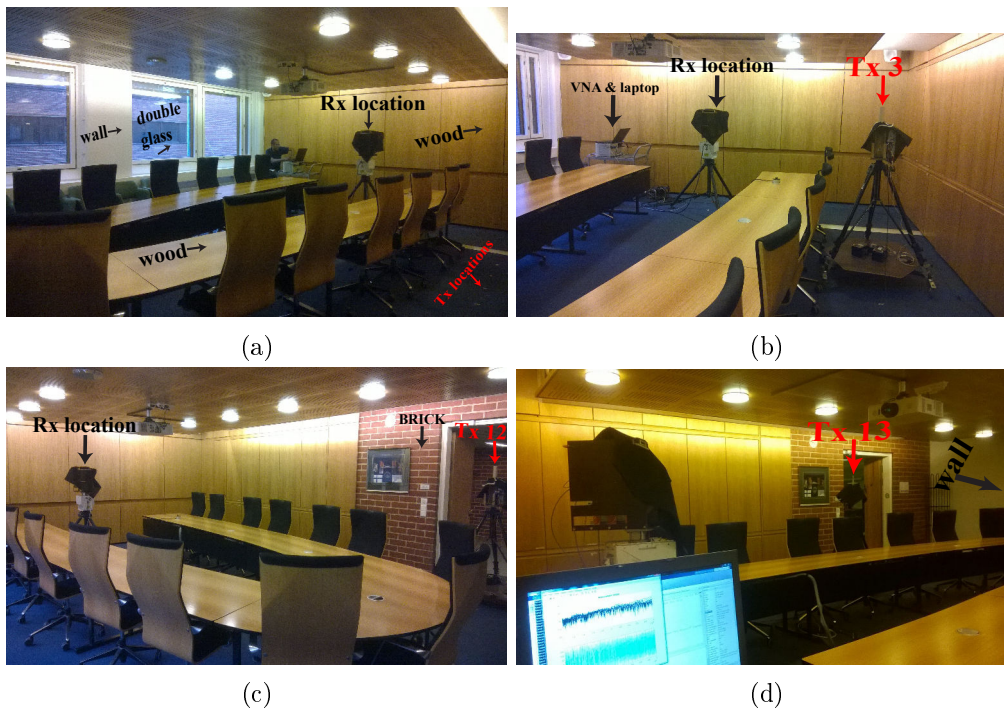 Rx location
wall→
double
glass
wood→
wood→
Tx locations
(a)
Rx location
Tx 3
VNA & laptop
(b)
Rx location
BRICK
Tx 12
(c)
Tx 13
wall
(d)